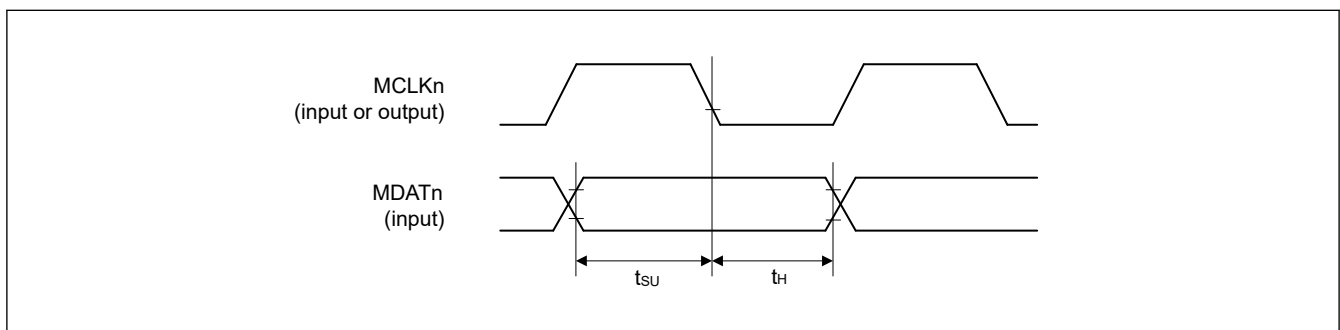 MCLKn
(input or output)
MDATn
(input)
tSU
tH